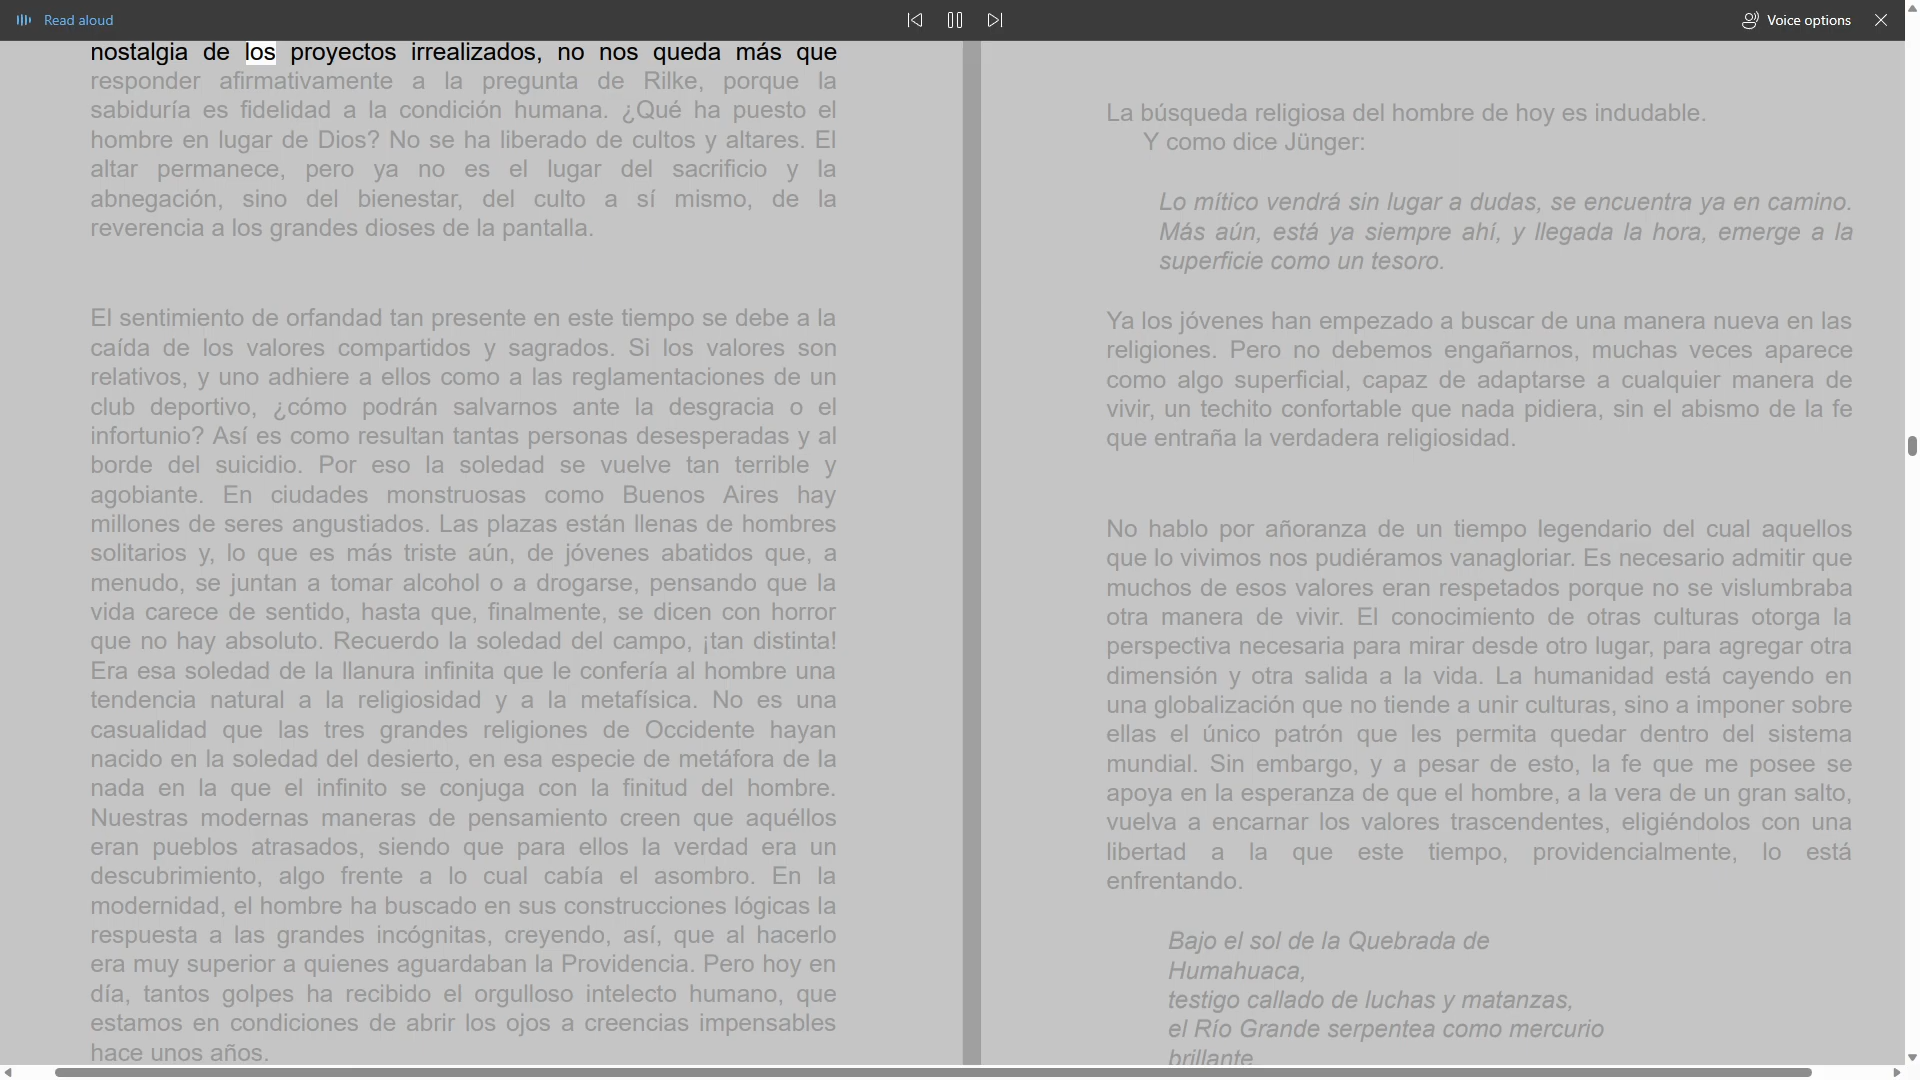 Read aloud
Voice options
nostalgia de los proyectos irrealizados, no nos queda más que
responder afirmativamente a la pregunta de Rilke, porque la
sabiduría es fidelidad a la condición humana. ¿Qué ha puesto el
hombre en lugar de Dios? No se ha liberado de cultos y altares. El
altar permanece, pero ya no es el lugar del sacrificio y la
abnegación, sino del bienestar, del culto a sí mismo, de la
reverencia a los grandes dioses de la pantalla.
El sentimiento de orfandad tan presente en este tiempo se debe a la
caída de los valores compartidos y sagrados. Si los valores son
relativos, y uno adhiere a ellos como a las reglamentaciones de un
club deportivo, ¿cómo podrán salvarnos ante la desgracia o el
infortunio? Así es como resultan tantas personas desesperadas y al
borde del suicidio. Por eso la soledad se vuelve tan terrible y
agobiante. En ciudades monstruosas como Buenos Aires hay
millones de seres angustiados. Las plazas están llenas de hombres
solitarios y, lo que es más triste aún, de jóvenes abatidos que, a
menudo, se juntan a tomar alcohol o a drogarse, pensando que la
vida carece de sentido, hasta que, finalmente, se dicen con horror
que no hay absoluto. Recuerdo la soledad del campo, ¡tan distinta!
Era esa soledad de la llanura infinita que le confería al hombre una
tendencia natural a la religiosidad y a la metafísica. No es una
casualidad que las tres grandes religiones de Occidente hayan
nacido en la soledad del desierto, en esa especie de metáfora de la
nada en la que el infinito se conjuga con la finitud del hombre.
Nuestras modernas maneras de pensamiento creen que aquéllos
eran pueblos atrasados, siendo que para ellos la verdad era un
descubrimiento, algo frente a lo cual cabía el asombro. En la
modernidad, el hombre ha buscado en sus construcciones lógicas la
respuesta a las grandes incógnitas, creyendo, así, que al hacerlo
era muy superior a quienes aguardaban la Providencia. Pero hoy en
día, tantos golpes ha recibido el orgulloso intelecto humano, que
estamos en condiciones de abrir los ojos a creencias impensables
hace unos años.
La búsqueda religiosa del hombre de hoy es indudable.
Y como dice Jünger:
Lo mítico vendrá sin lugar a dudas, se encuentra ya en camino.
Más aún, está ya siempre ahí, y llegada la hora, emerge a la
superficie como un tesoro.
Ya los jóvenes han empezado a buscar de una manera nueva en las
religiones. Pero no debemos engañarnos, muchas veces aparece
como algo superficial, capaz de adaptarse a cualquier manera de
vivir, un techito confortable que nada pidiera, sin el abismo de la fe
que entraña la verdadera religiosidad.
No hablo por añoranza de un tiempo legendario del cual aquellos
que lo vivimos nos pudiéramos vanagloriar. Es necesario admitir que
muchos de esos valores eran respetados porque no se vislumbraba
otra manera de vivir. El conocimiento de otras culturas otorga la
perspectiva necesaria para mirar desde otro lugar, para agregar otra
dimensión y otra salida a la vida. La humanidad está cayendo en
una globalización que no tiende a unir culturas, sino a imponer sobre
ellas el único patrón que les permita quedar dentro del sistema
mundial. Sin embargo, y a pesar de esto, la fe que me posee se
apoya en la esperanza de que el hombre, a la vera de un gran salto,
vuelva a encarnar los valores trascendentes, eligiéndolos con una
libertad a la que este tiempo, providencialmente, lo está
enfrentando.
Bajo el sol de la Quebrada de
Humahuaca,
testigo callado de luchas y matanzas,
el Río Grande serpentea como mercurio
brillante